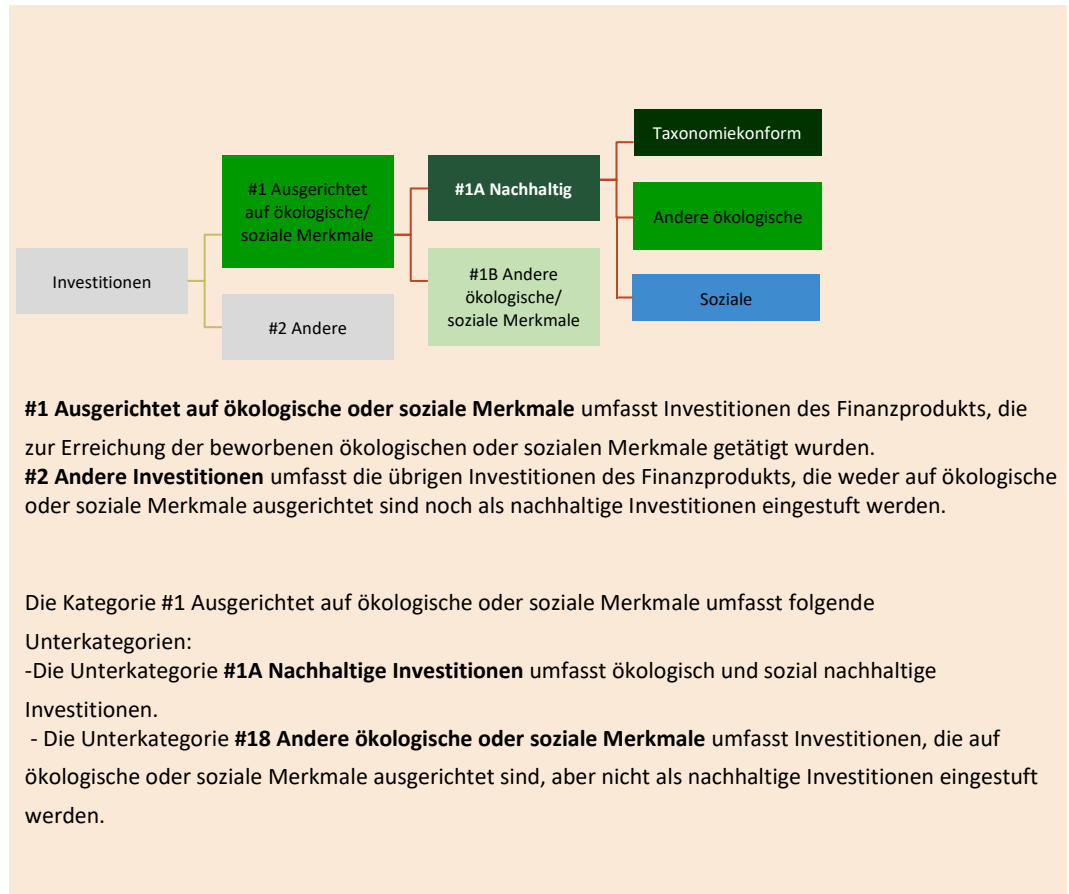 Investitionen
#1 Ausgerichtet
auf ökologische/
soziale Merkmale
#2 Andere
#1A Nachhaltig
#1B Andere
ökologische/
soziale Merkmale
Taxonomiekonform
Andere ökologische
Soziale
#1 Ausgerichtet auf ökologische oder soziale Merkmale umfasst Investitionen des Finanzprodukts, die
zur Erreichung der beworbenen ökologischen oder sozialen Merkmale getätigt wurden.
#2 Andere Investitionen umfasst die übrigen Investitionen des Finanzprodukts, die weder auf ökologische
oder soziale Merkmale ausgerichtet sind noch als nachhaltige Investitionen eingestuft werden.
Die Kategorie #1 Ausgerichtet auf ökologische oder soziale Merkmale umfasst folgende
Unterkategorien:
-Die Unterkategorie #1A Nachhaltige Investitionen umfasst ökologisch und sozial nachhaltige
Investitionen.
- Die Unterkategorie #18 Andere ökologische oder soziale Merkmale umfasst Investitionen, die auf
ökologische oder soziale Merkmale ausgerichtet sind, aber nicht als nachhaltige Investitionen eingestuft
werden.